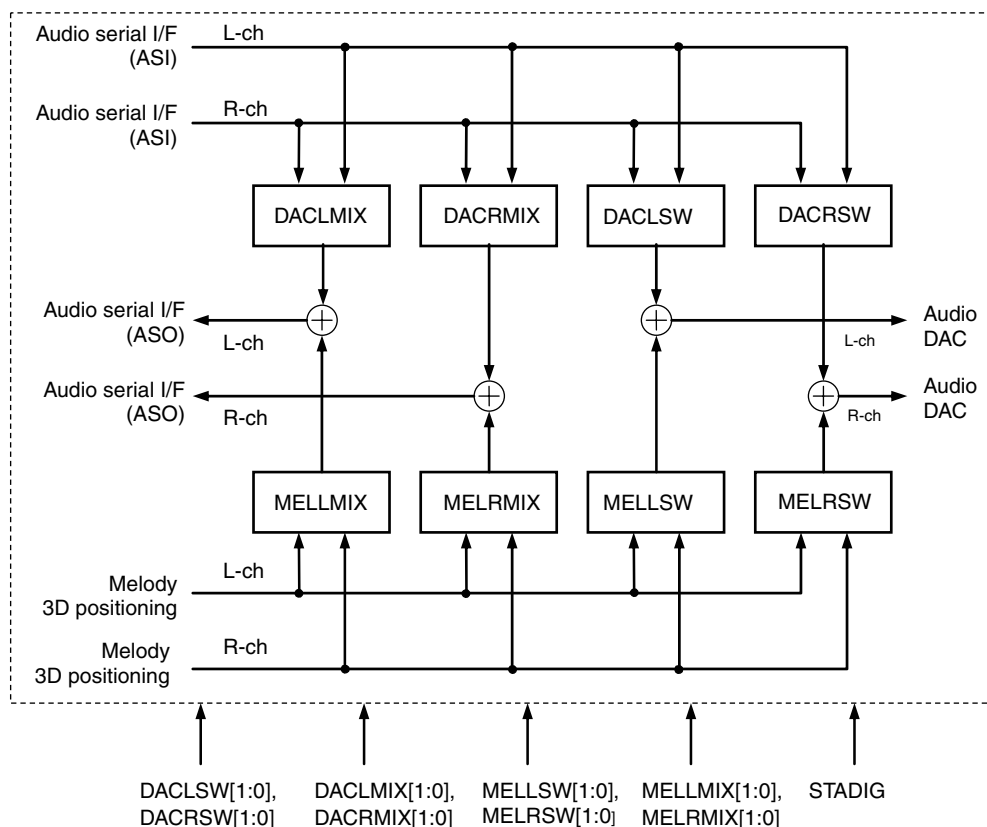 Audio serial I/F
(ASI)
L-ch
Audio serial I/F
(ASI)
R-ch
DACLMIX
DACRMIX
DACLSW
DACRSW
Audio serial I/F
(ASO)
L-ch
L-ch
Audio
DAC
Audio serial I/F
(ASO)
R-ch
R-ch
Audio
DAC
MELLMIX
MELRMIX
MELLSW
MELRSW
Melody
3D positioning
L-ch
Melody
3D positioning
R-ch
DACLSW[1:0],
DACRSW[1:0]
DACLMIX[1:0],
DACRMIX[1:0]
MELLSW[1:0],
MELRSW[1:0]
MELLMIX[1:0],
MELRMIX[1:0]
STADIG